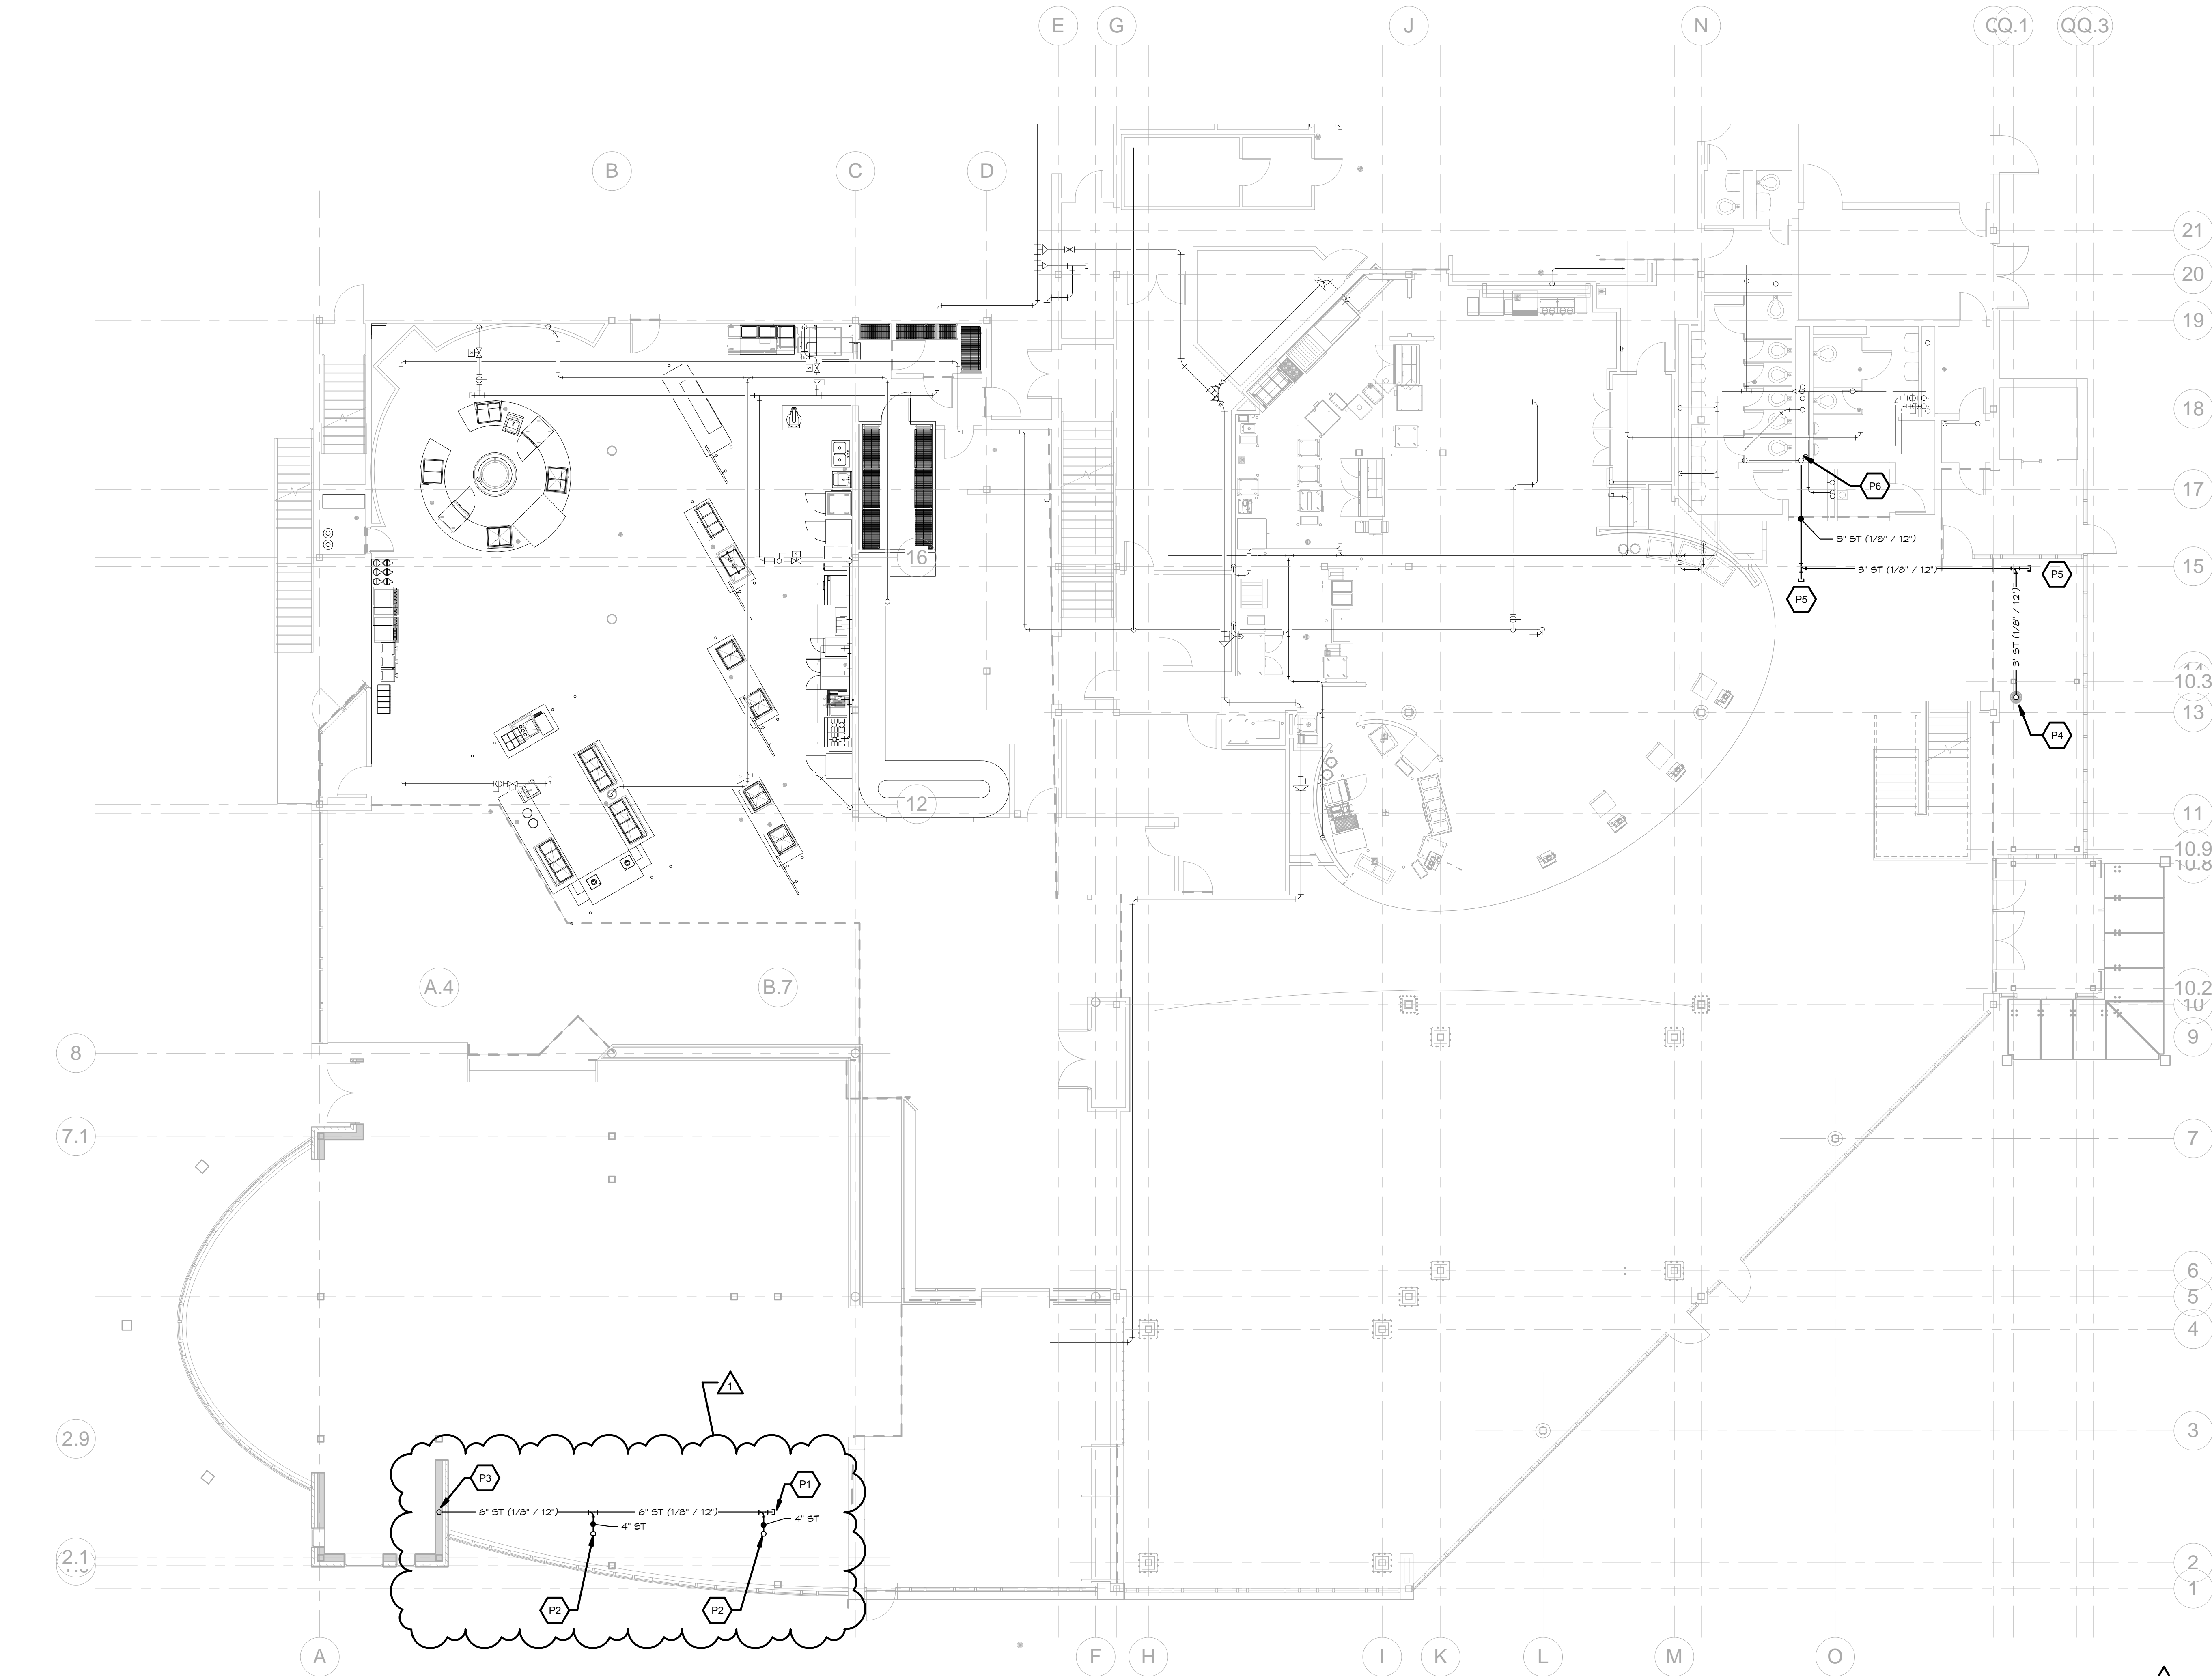 E
G
J
N
Q.1
Q.3
B
C
D
21
20
19
18
17
16
15
P6
3" ST (1/8" / 12")
3" ST (1/8" / 12")
P5
P5
3" ST (1/8" / 12")
14
10.3
13
P4
12
11
10.9
10.8
A.4
B.7
10.2
10
8
9
7.1
7
6
5
4
1
2.9
3
P3
P1
6" ST (1/8" / 12")
6" ST (1/8" / 12")
4" ST
4" ST
2.1
2
1
P2
P2
A
F
H
I
K
L
M
O